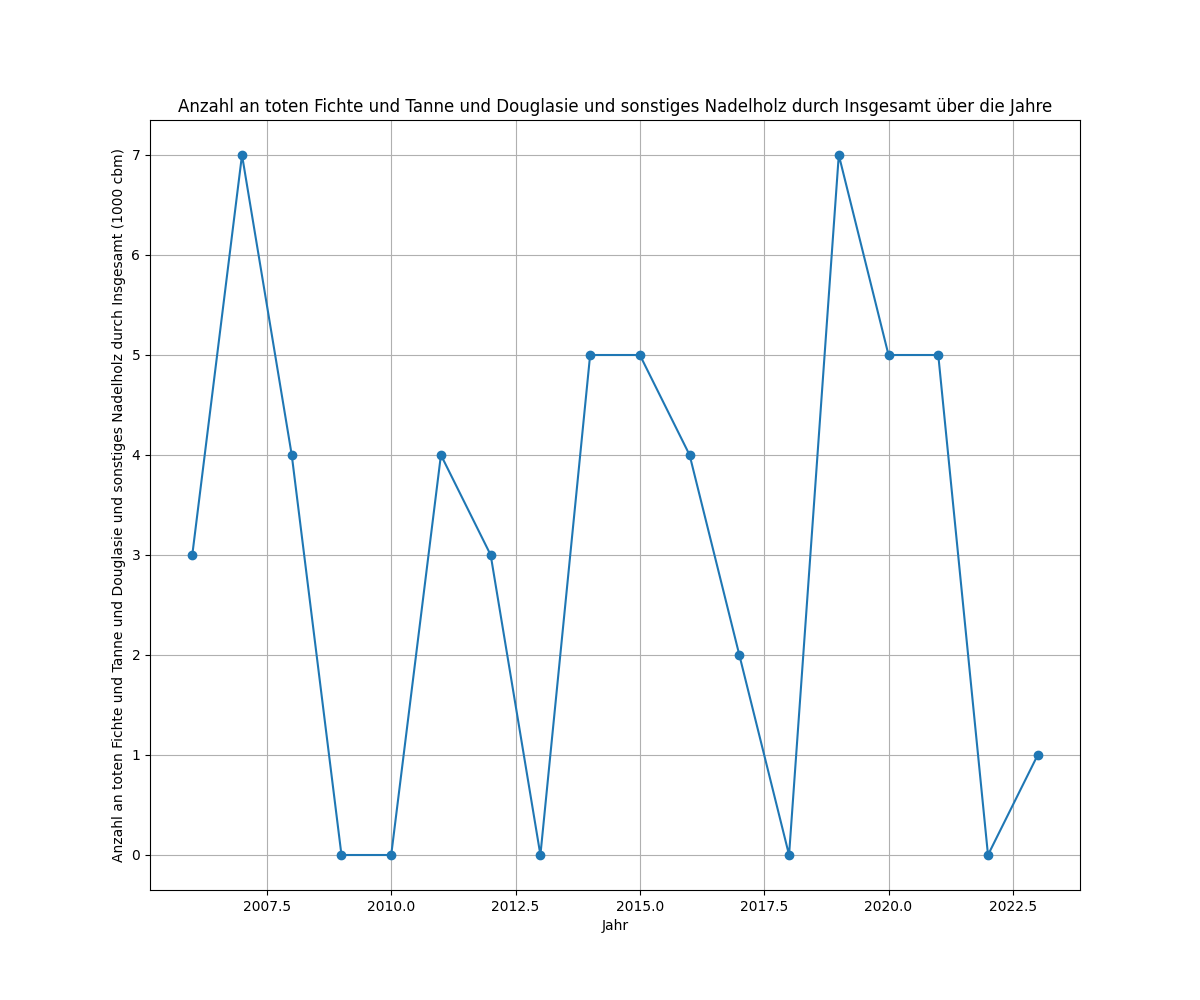 Anzahl an toten Fichte und Tanne und Douglasie und sonstiges Nadelholz durch Insgesamt über die Jahre
Anzahl an toten Fichte und Tanne und Douglasie und sonstiges Nadelholz durch Insgesamt (1000 cbm)
7
6
5
4
3
2
1
0
2007.5 2010.0 2012.5 2015.0 2017.5 2020.0 2022.5
Jahr